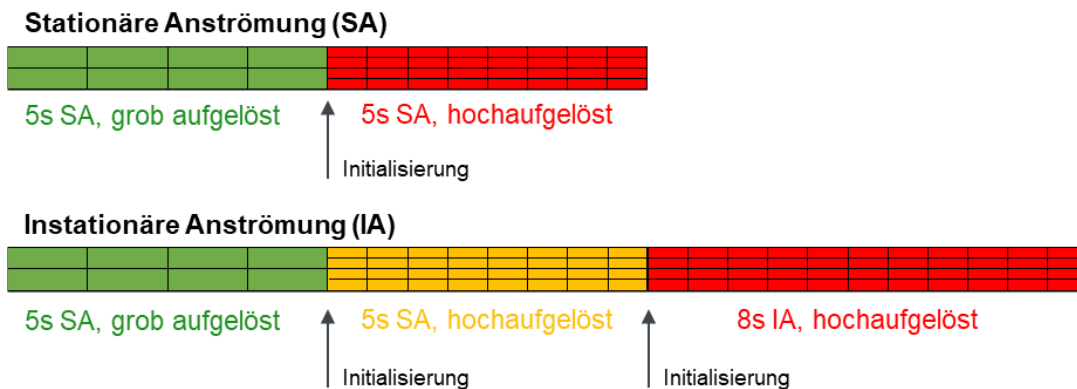 Stationäre Anströmung (SA)
5s SA, grob aufgelöst 5s SA, hochaufgelöst
Initialisierung
Instationäre Anströmung (IA)
5s SA, grob aufgelöst 5s SA, hochaufgelöst 8s IA, hochaufgelöst
Initialisierung Initialisierung